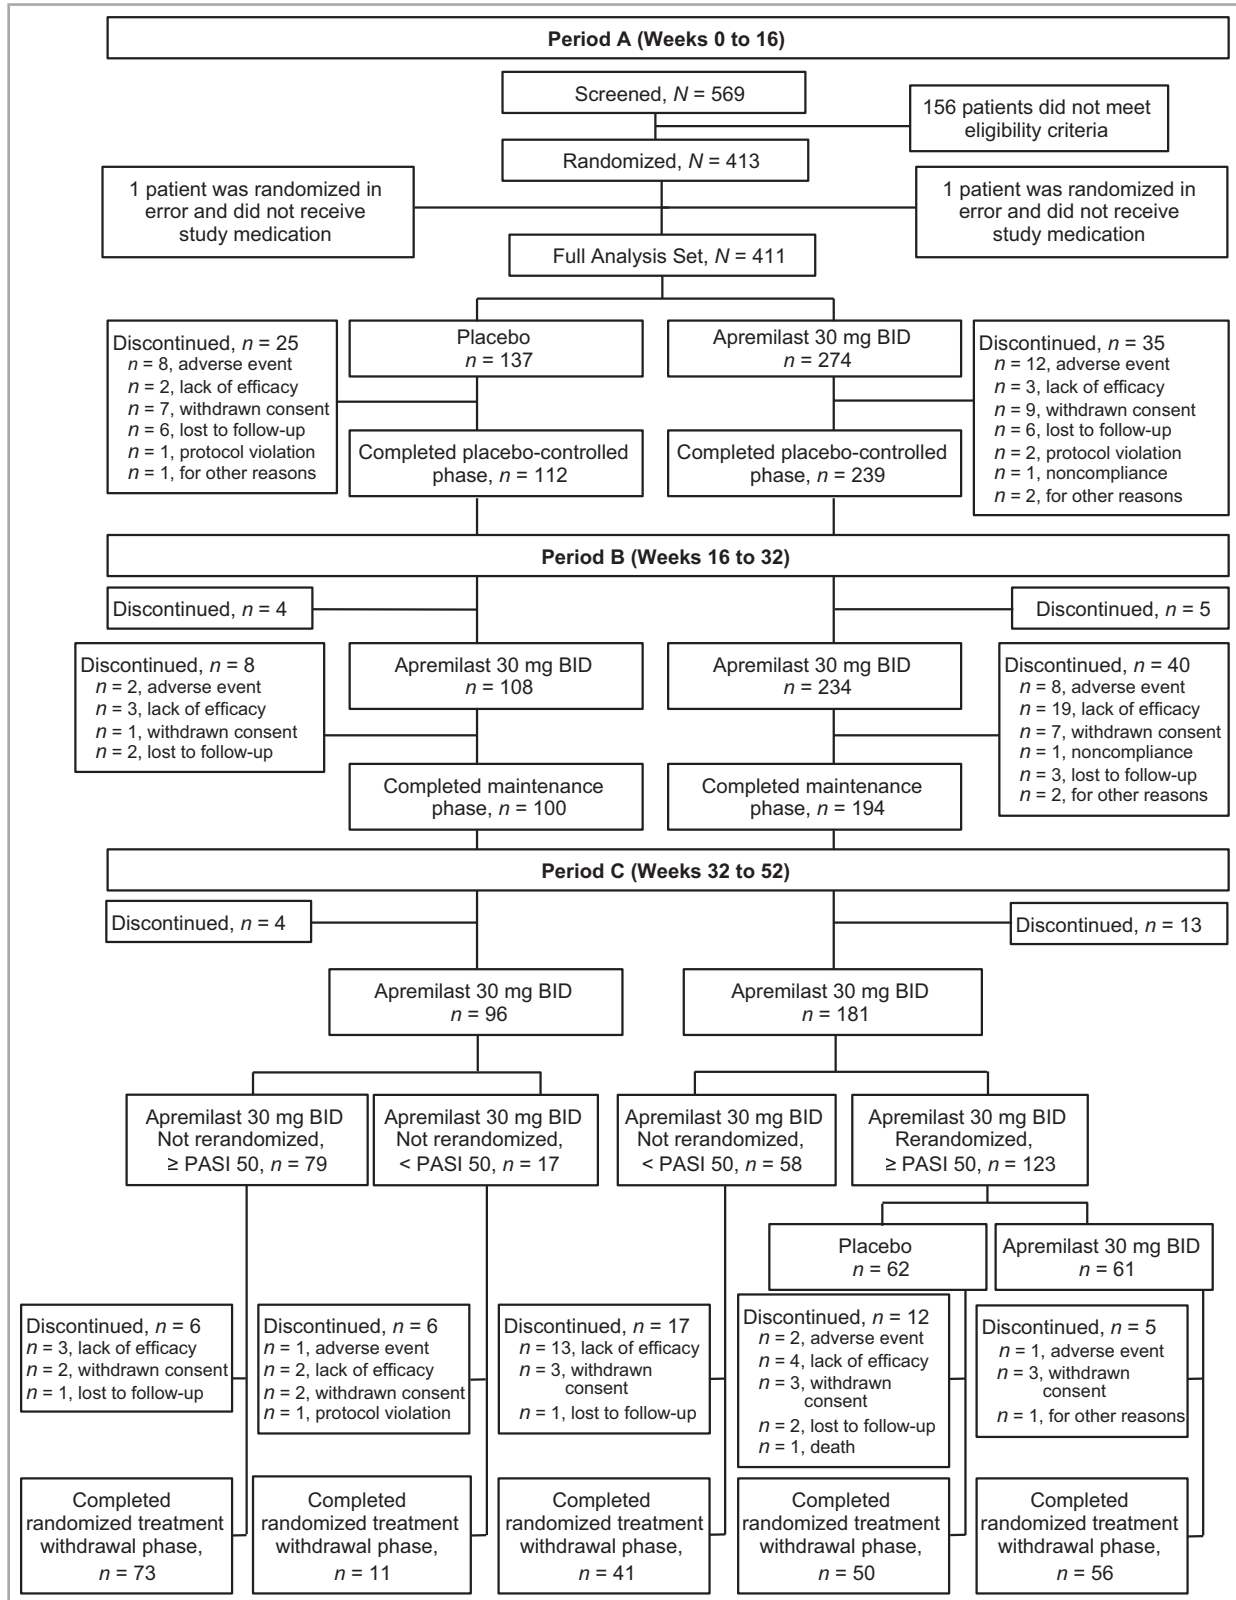 Period A (Weeks 0 to 16)
Screened, N = 569
156 patients did not meet
eligibility criteria
Randomized, N = 413
1 patient was randomized in
error and did not receive
study medication
1 patient was randomized in
error and did not receive
study medication
Full Analysis Set, N = 411
Discontinued, n = 25
n = 8, adverse event
n = 2, lack of efficacy
n = 7, withdrawn consent
n = 6, lost to follow-up
n = 1, protocol violation
n = 1, for other reasons
Placebo
n = 137
Apremilast 30 mg BID
n = 274
Discontinued, n = 35
n = 12, adverse event
n = 3, lack of efficacy
n = 9, withdrawn consent
n = 6, lost to follow-up
n = 2, protocol violation
n = 1, noncompliance
n = 2, for other reasons
Completed placebo-controlled
phase, n = 112
Completed placebo-controlled
phase, n = 239
Period B (Weeks 16 to 32)
Discontinued, n = 4
Discontinued, n = 5
Discontinued, n = 8
n = 2, adverse event
n = 3, lack of efficacy
n = 1, withdrawn consent
n = 2, lost to follow-up
Apremilast 30 mg BID
n = 108
Apremilast 30 mg BID
n = 234
Discontinued, n = 40
n = 8, adverse event
n = 19, lack of efficacy
n = 7, withdrawn consent
n = 1, noncompliance
n = 3, lost to follow-up
n = 2, for other reasons
Completed maintenance
phase, n = 100
Completed maintenance
phase, n = 194
Period C (Weeks 32 to 52)
Discontinued, n = 4
Discontinued, n = 13
Apremilast 30 mg BID
n = 96
Apremilast 30 mg BID
n = 181
Apremilast 30 mg BID
Not rerandomized,
≥ PASI 50, n = 79
Apremilast 30 mg BID
Not rerandomized,
< PASI 50, n = 17
Apremilast 30 mg BID
Not rerandomized,
< PASI 50, n = 58
Apremilast 30 mg BID
Rerandomized,
≥ PASI 50, n = 123
Placebo
n = 62
Apremilast 30 mg BID
n = 61
Discontinued, n = 6
n = 3, lack of efficacy
n = 2, withdrawn consent
n = 1, lost to follow-up
Discontinued, n = 6
n = 1, adverse event
n = 2, lack of efficacy
n = 2, withdrawn consent
n = 1, protocol violation
Discontinued, n = 17
n = 13, lack of efficacy
n = 3, withdrawn
consent
n = 1, lost to follow-up
Discontinued, n = 12
n = 2, adverse event
n = 4, lack of efficacy
n = 3, withdrawn
consent
n = 2, lost to follow-up
n = 1, death
Discontinued, n = 5
n = 1, adverse event
n = 3, withdrawn
consent
n = 1, for other reasons
Completed
randomized treatment
withdrawal phase,
n = 73
Completed
randomized treatment
withdrawal phase,
n = 11
Completed
randomized treatment
withdrawal phase,
n = 41
Completed
randomized treatment
withdrawal phase,
n = 50
Completed
randomized treatment
withdrawal phase,
n = 56